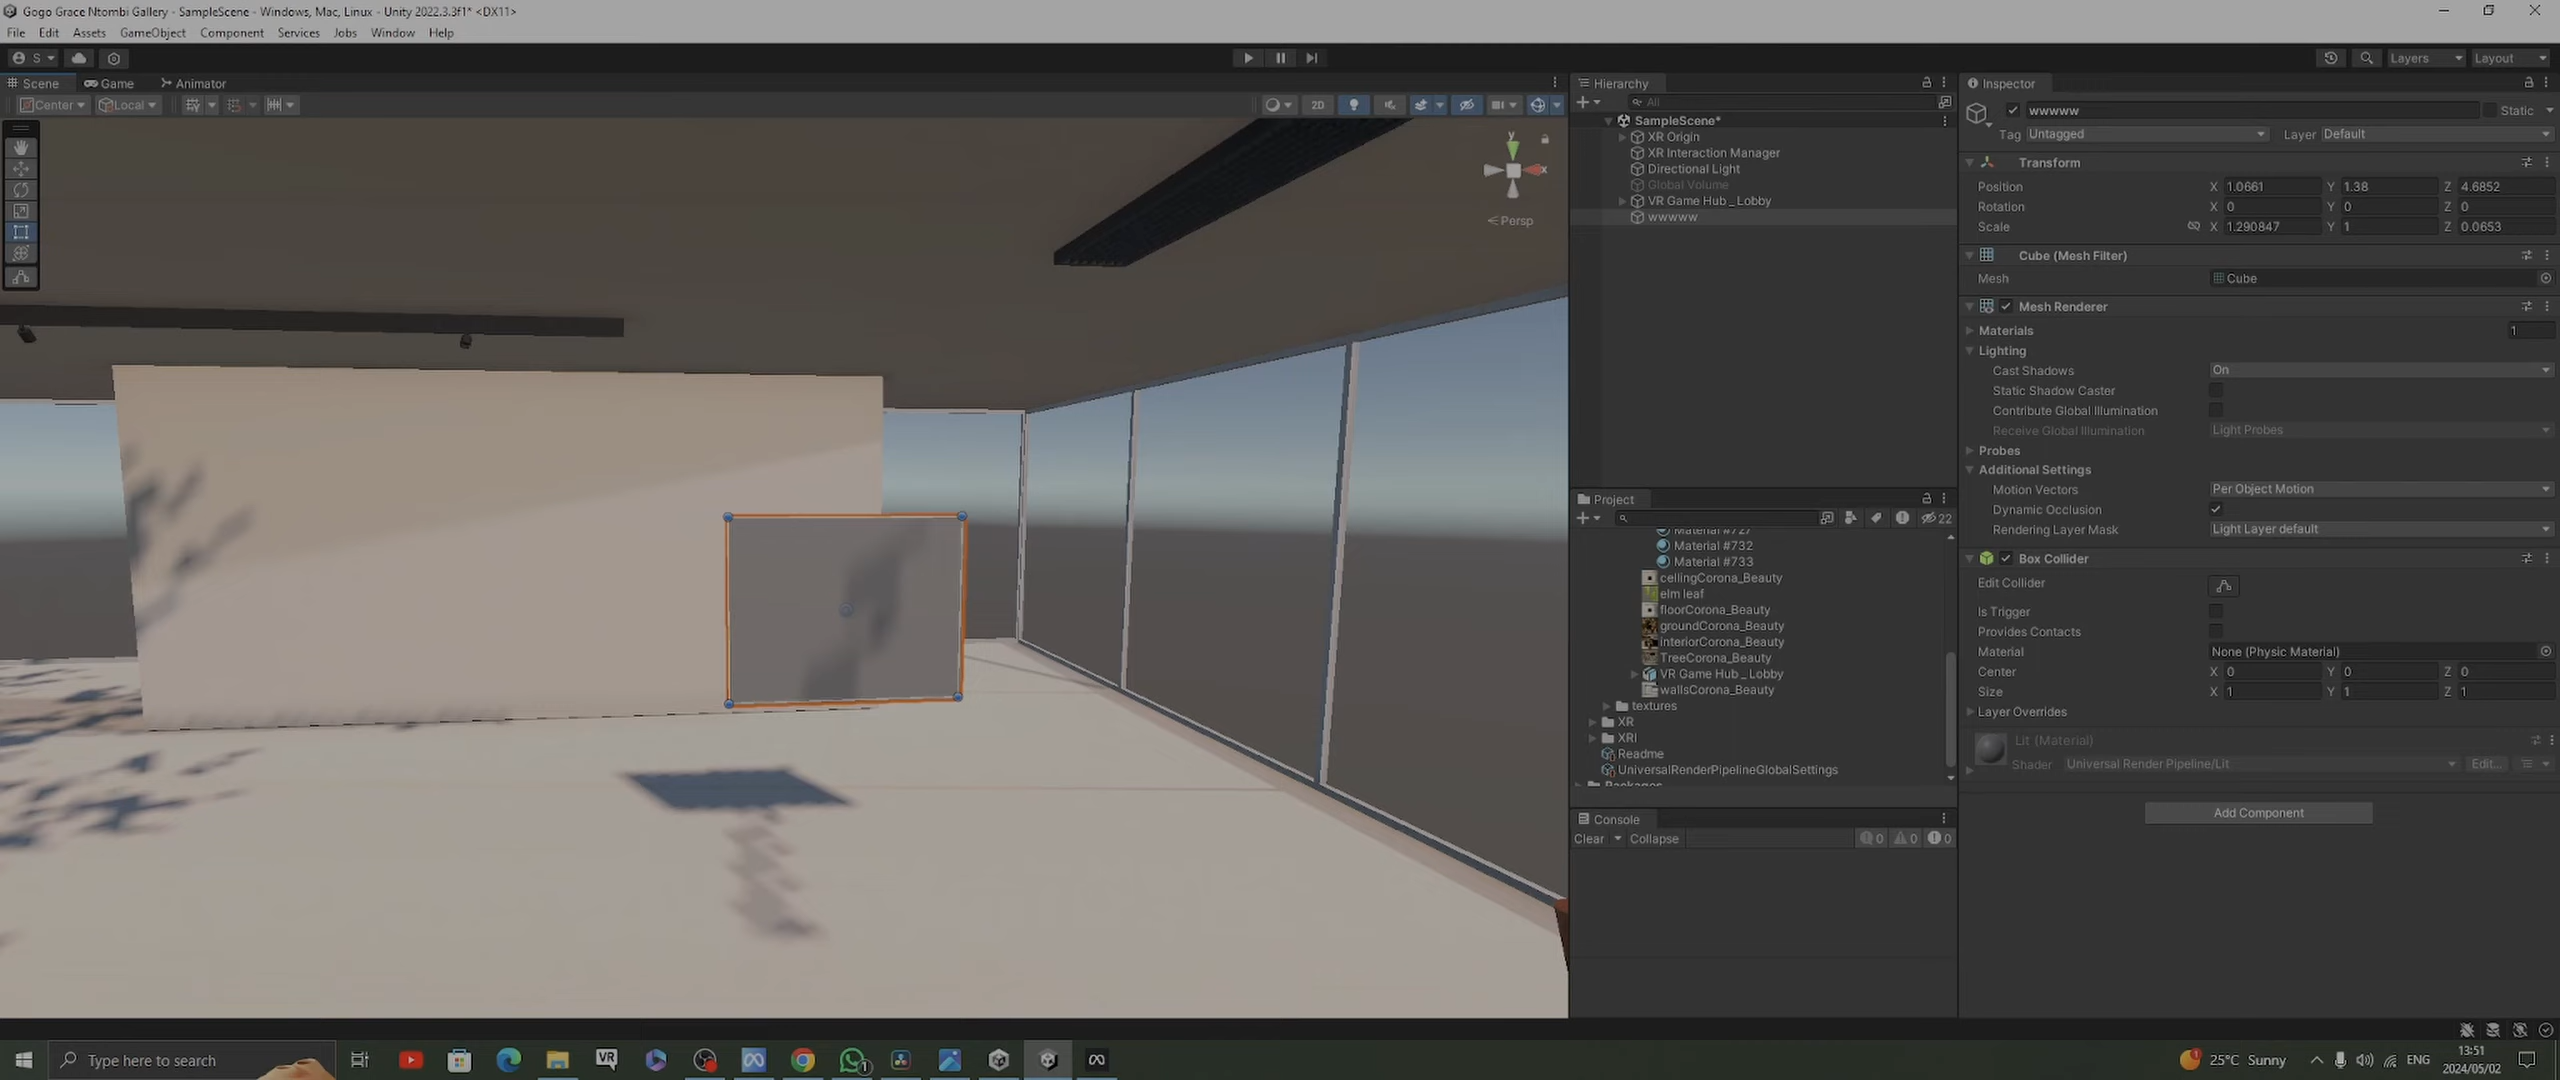 Gogo Grace Ntombi Gallery - SampleScene - Windows, Mac, Linux - Unity 2022.3.3f1* <DX11>
File Edit Assets GameObject Component Services Jobs Window Help
S
Layers Layout
Scene Game Animator
Center Local
2D
y
x
Persp
Hierarchy
All
SampleScene*
XR Origin
XR Interaction Manager
Directional Light
Global Volume
VR Game Hub _ Lobby
wwwww
Project
22
Material #727
Material #732
Material #733
cellingCorona_Beauty
elm leaf
floorCorona_Beauty
groundCorona_Beauty
interiorCorona_Beauty
TreeCorona_Beauty
VR Game Hub _ Lobby
wallsCorona_Beauty
textures
XR
XRI
Readme
UniversalRenderPipelineGlobalSettings
Packages
Console
Clear Collapse 0 0 0
Inspector
wwwww Static
Tag Untagged Layer Default
Transform
Position X 1.0661 Y 1.38 Z 4.6852
Rotation X 0 Y 0 Z 0
Scale X 1.290847 Y 1 Z 0.0653
Cube (Mesh Filter)
Mesh Cube
Mesh Renderer
Materials 1
Lighting
Cast Shadows On
Static Shadow Caster
Contribute Global Illumination
Receive Global Illumination Light Probes
Probes
Additional Settings
Motion Vectors Per Object Motion
Dynamic Occlusion
Rendering Layer Mask Light Layer default
Box Collider
Edit Collider
Is Trigger
Provides Contacts
Material None (Physic Material)
Center X 0 Y 0 Z 0
Size X 1 Y 1 Z 1
Layer Overrides
Lit (Material)
Shader Universal Render Pipeline/Lit Edit...
Add Component
Type here to search
VR
1
25°C Sunny
ENG
13:51
2024/05/02